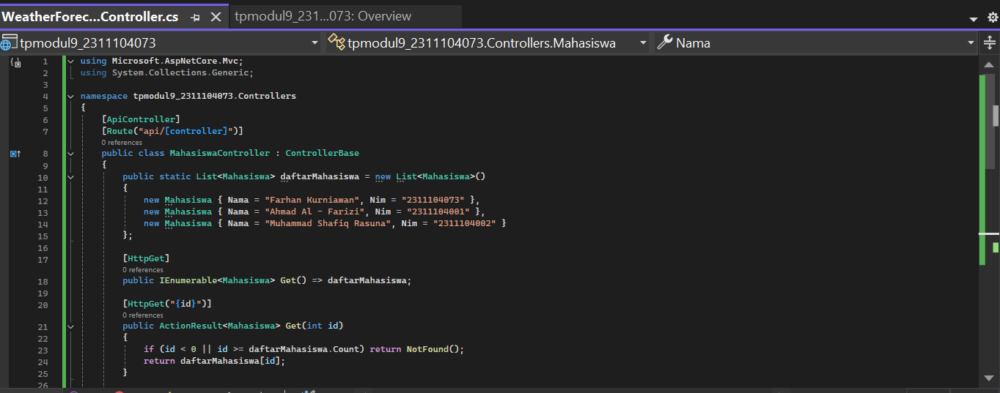 WeatherForec...Controller.cs tpmodul9_231...073: Overview
tpmodul9_2311104073 tpmodul9_2311104073.Controllers.Mahasiswa Nama
1 using Microsoft.AspNetCore.Mvc;
2 using System.Collections.Generic;
3
4 namespace tpmodul9_2311104073.Controllers
5 {
6 [ApiController]
7 [Route("api/[controller]")]
0 references
8 public class MahasiswaController : ControllerBase
9 {
10 public static List<Mahasiswa> daftarMahasiswa = new List<Mahasiswa>()
11 {
12 new Mahasiswa { Nama = "Farhan Kurniawan", Nim = "2311104073" },
13 new Mahasiswa { Nama = "Ahmad Al - Farizi", Nim = "2311104001" },
14 new Mahasiswa { Nama = "Muhammad Shafiq Rasuna", Nim = "2311104002" }
15 };
16
17 [HttpGet]
0 references
18 public IEnumerable<Mahasiswa> Get() => daftarMahasiswa;
19
20 [HttpGet("{id}")]
0 references
21 public ActionResult<Mahasiswa> Get(int id)
22 {
23 if (id < 0 || id >= daftarMahasiswa.Count) return NotFound();
24 return daftarMahasiswa[id];
25 }
26